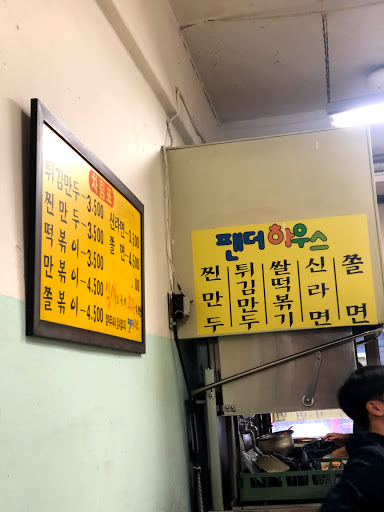 차림표
튀김만두-3.500
찐만두-3.500
떡볶이-3.500
만볶이-4.500
쫄볶이-4.500
신라면-3.500
쫄면-4.500
팬더하우스
찐만두
튀김만두
쌀떡볶기
신라면
쫄면